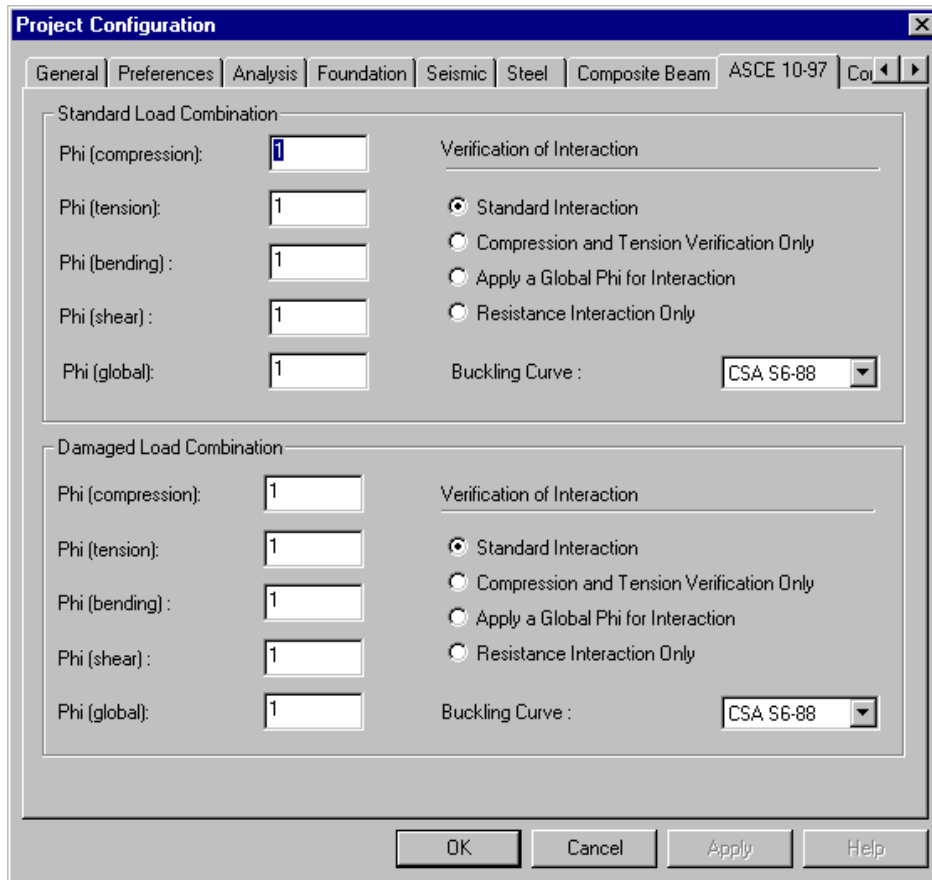 Project Configuration
General Preferences Analysis Foundation Seismic Steel Composite Beam ASCE 10-97
Standard Load Combination
Phi (compression): 1
Verification of Interaction
Phi (tension): 1
Standard Interaction
Compression and Tension Verification Only
Phi (bending) : 1
Apply a Global Phi for Interaction
Phi (shear) : 1
Resistance Interaction Only
Phi (global): 1
Buckling Curve : CSA S6-88
Damaged Load Combination
Phi (compression): 1
Verification of Interaction
Phi (tension): 1
Standard Interaction
Compression and Tension Verification Only
Phi (bending) : 1
Apply a Global Phi for Interaction
Phi (shear) : 1
Resistance Interaction Only
Phi (global): 1
Buckling Curve : CSA S6-88
OK Cancel Apply Help